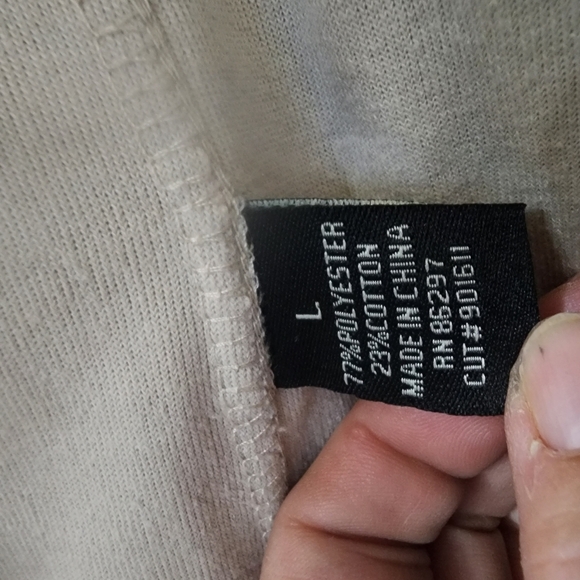 L
77%POLYESTER
23%COTTON
MADE IN CHINA
RN 86297
CUT# 901611